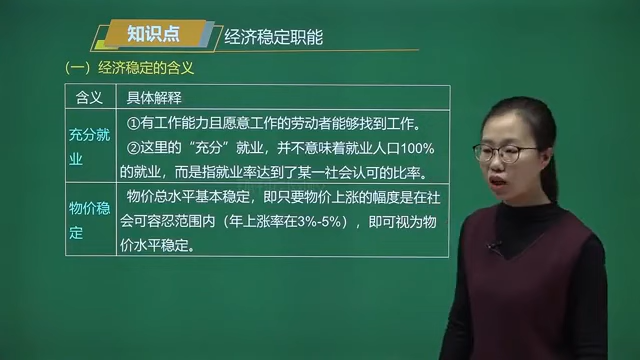 知识点
经济稳定职能
(一) 经济稳定的含义
含义 具体解释
充分就业
①有工作能力且愿意工作的劳动者能够找到工作。
②这里的“充分”就业，并不意味着就业人口100%
的就业，而是指就业率达到了某一社会认可的比率。
物价稳定
物价总水平基本稳定，即只要物价上涨的幅度是在社
会可容忍范围内（年上涨率在3%-5%），即可视为物
价水平稳定。